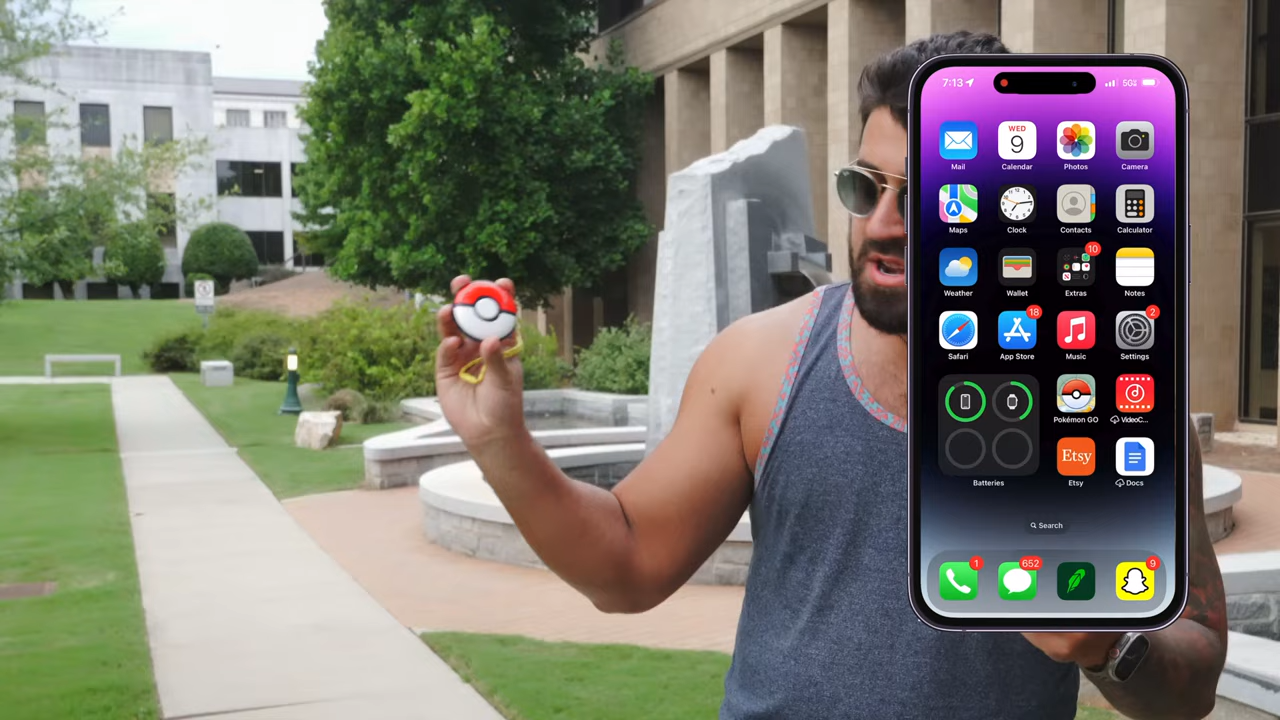 7:13
5G
WED
9
Mail
Calendar
Photos
Camera
Maps
Clock
Contacts
Calculator
10
Weather
Wallet
Extras
Notes
18
2
Safari
App Store
Music
Settings
Pokémon GO
VideoC...
Etsy
Batteries
Etsy
Docs
Search
1
652
9